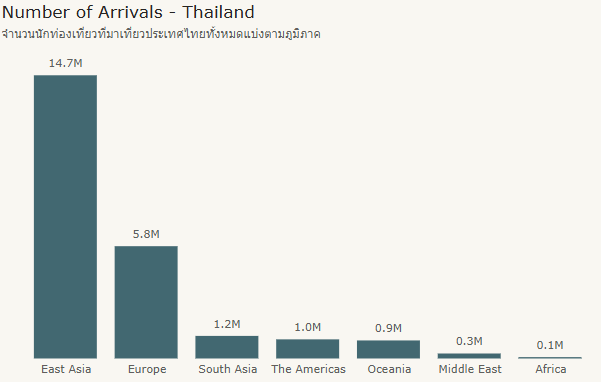 Number of Arrivals - Thailand
จำนวนนักท่องเที่ยวที่มาเที่ยวประเทศไทยทั้งหมดแบ่งตามภูมิภาค
14.7M
5.8M
1.2M
1.0M
0.9M
0.3M
0.1M
East Asia
Europe
South Asia
The Americas
Oceania
Middle East
Africa